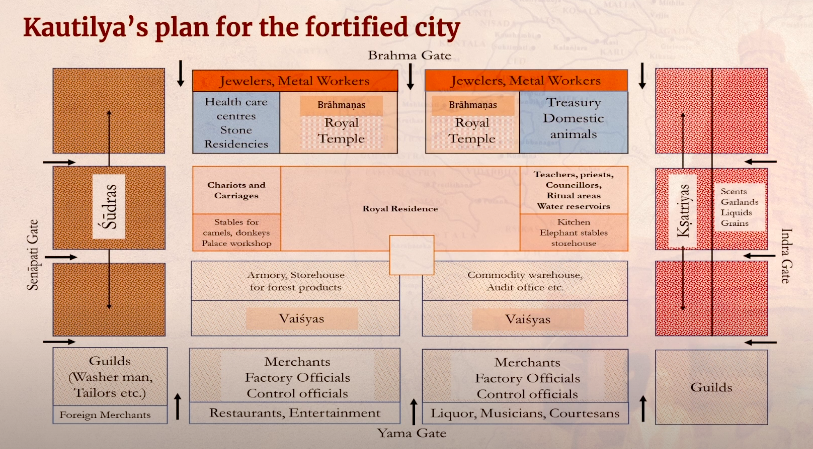 Kautilya's plan for the fortified city
Brahma Gate
Jewelers, Metal Workers
Jewelers, Metal Workers
Health care
centres
Stone
Residencies
Brāhmaṇas
Royal
Temple
Brāhmaṇas
Royal
Temple
Treasury
Domestic
animals
Śūdras
Chariots and
Carriages
Stables for
camels, donkeys
Palace workshop
Royal Residence
Teachers, priests,
Councillors,
Ritual areas
Water reservoirs
Kitchen
Elephant stables
storehouse
Kṣatriyas
Scents
Garlands
Liquids
Grains
Senāpati Gate
Indra Gate
Armory, Storehouse
for forest products
Commodity warehouse,
Audit office etc.
Vaiśyas
Vaiśyas
Guilds
(Washer man,
Tailors etc.)
Foreign Merchants
Merchants
Factory Officials
Control officials
Restaurants, Entertainment
Merchants
Factory Officials
Control officials
Liquor, Musicians, Courtesans
Guilds
Yama Gate